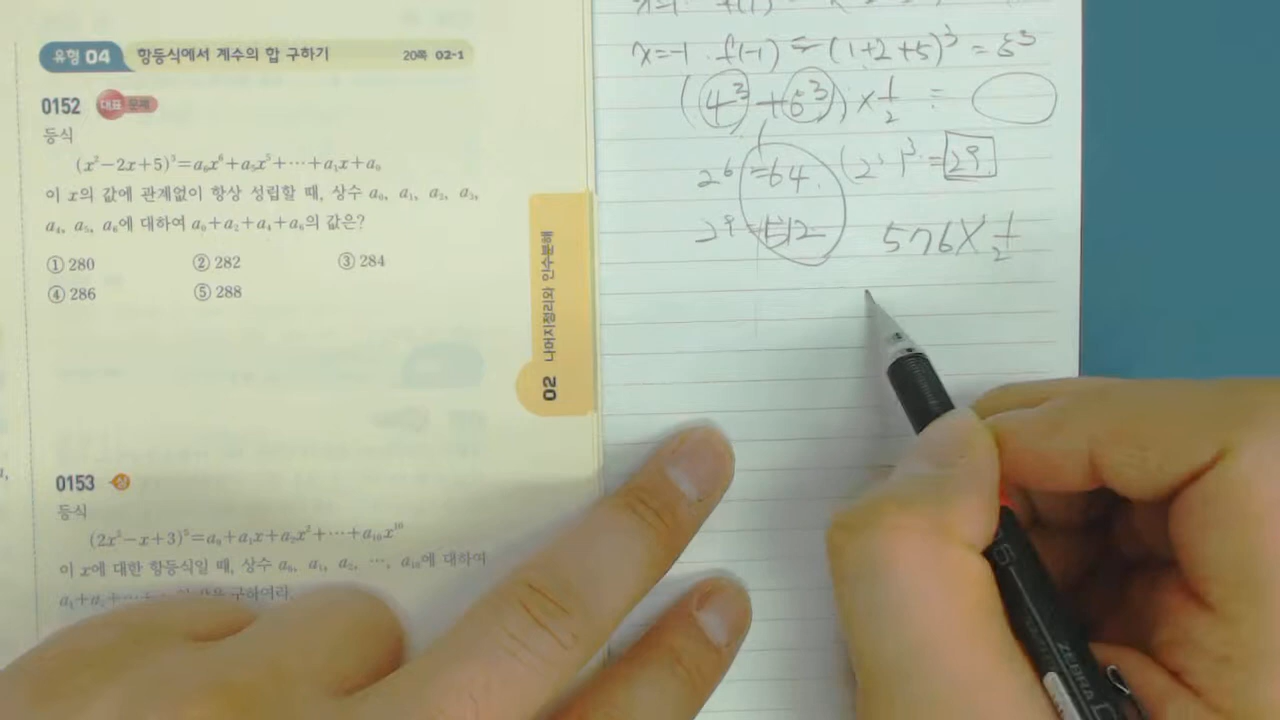 유형 04 항등식에서 계수의 합 구하기 20쪽 02-1
0152 대표 문제
등식
(x²-2x+5)³=a₆x⁶+a₅x⁵+⋯+a₁x+a₀
이 x의 값에 관계없이 항상 성립할 때, 상수 a₀, a₁, a₂, a₃,
a₄, a₅, a₆에 대하여 a₀+a₂+a₄+a₆의 값은?
① 280 ② 282 ③ 284
④ 286 ⑤ 288
0153 상
등식
(2x²-x+3)⁵=a₀+a₁x+a₂x²+⋯+a₁₀x¹⁰
이 x에 대한 항등식일 때, 상수 a₀, a₁, a₂, ⋯, a₁₀에 대하여
구하여라.
02 나머지정리와 인수분해
x=-1 f(-1) = (1+2+5)³ = 8³
(4³+8³) × 1/2 =
2⁶ = 64 (2³)³ = 2⁹
2⁹ = 512 576 × 1/2
ZEBRA